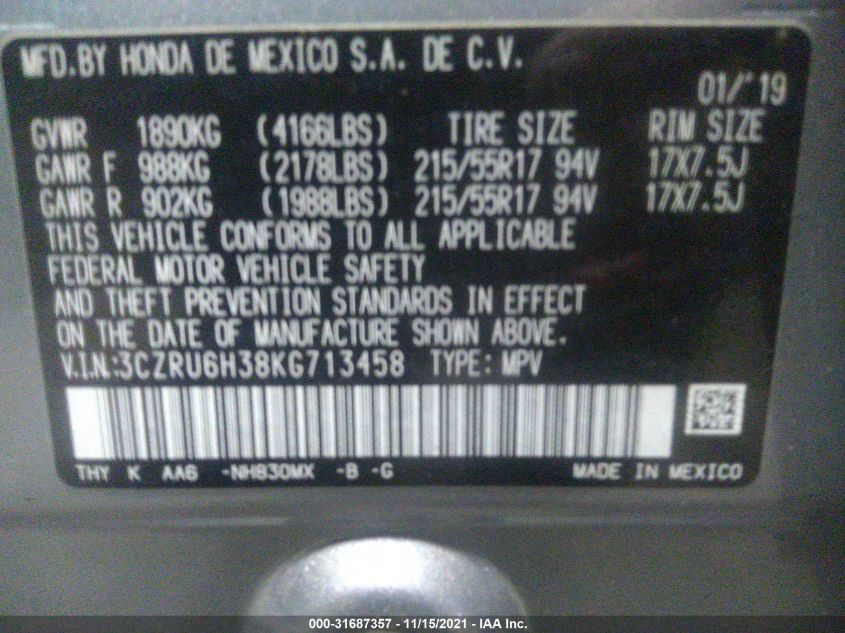 MFD.BY HONDA DE MEXICO S.A. DE C.V.
01/'19
GVWR 1890KG (4166LBS) TIRE SIZE RIM SIZE
GAWR F 988KG (2178LBS) 215/55R17 94V 17X7.5J
GAWR R 902KG (1988LBS) 215/55R17 94V 17X7.5J
THIS VEHICLE CONFORMS TO ALL APPLICABLE
FEDERAL MOTOR VEHICLE SAFETY
AND THEFT PREVENTION STANDARDS IN EFFECT
ON THE DATE OF MANUFACTURE SHOWN ABOVE.
V.I.N.:3CZRU6H38KG713458 TYPE: MPV
THY K AA6 -NH830MX -B -G MADE IN MEXICO
000-31687357 - 11/15/2021 - IAA Inc.